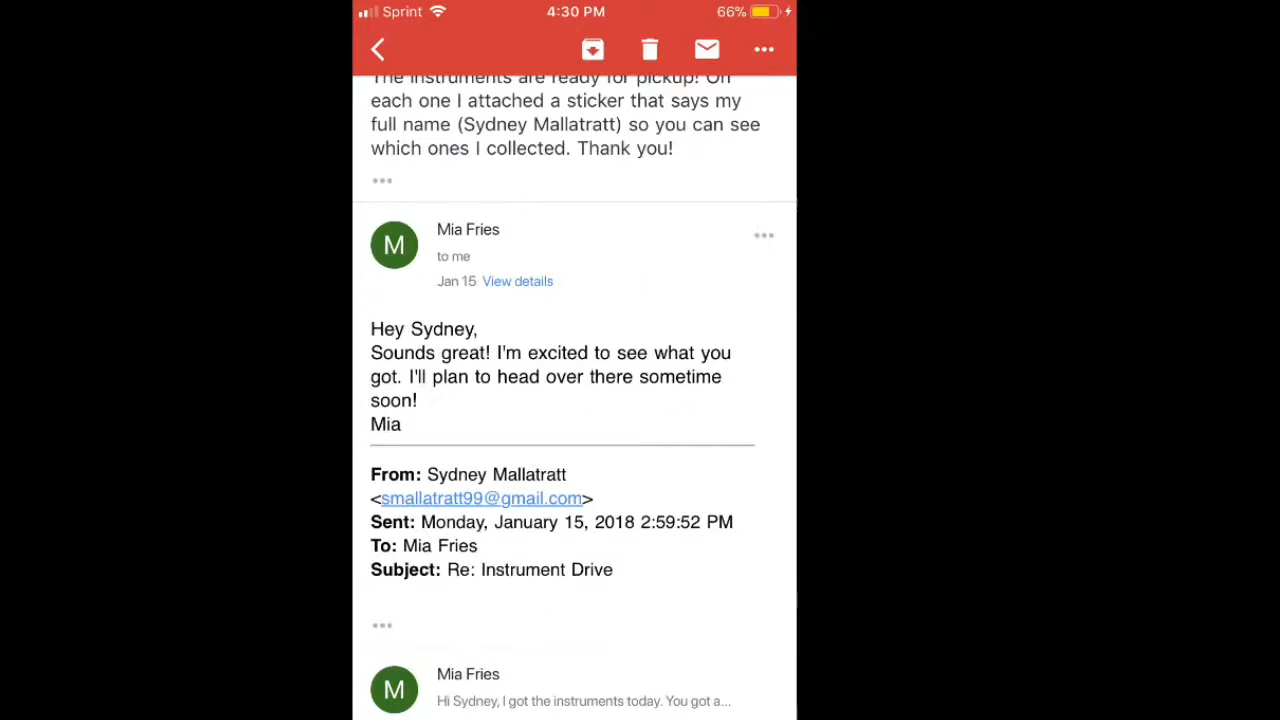 Sprint 4:30 PM 66%
The instruments are ready for pickup! On
each one I attached a sticker that says my
full name (Sydney Mallatratt) so you can see
which ones I collected. Thank you!
M Mia Fries
to me
Jan 15 View details
Hey Sydney,
Sounds great! I'm excited to see what you
got. I'll plan to head over there sometime
soon!
Mia
From: Sydney Mallatratt
<smallatratt99@gmail.com>
Sent: Monday, January 15, 2018 2:59:52 PM
To: Mia Fries
Subject: Re: Instrument Drive
M Mia Fries
Hi Sydney, I got the instruments today. You got a...